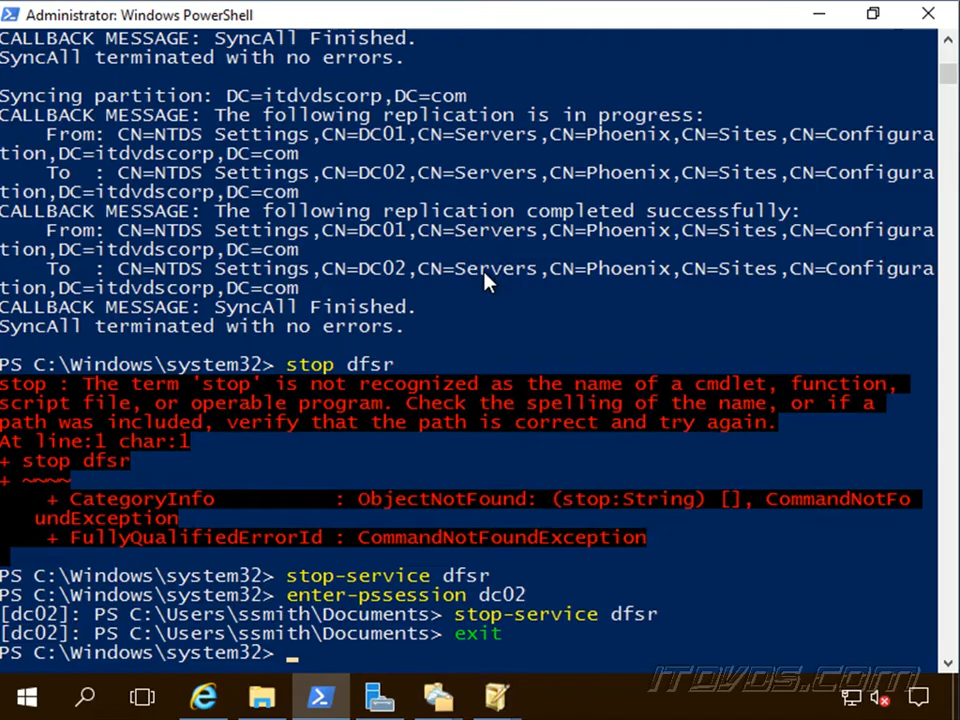 Administrator: Windows PowerShell
CALLBACK MESSAGE: SyncAll Finished.
SyncAll terminated with no errors.
Syncing partition: DC=itdvdscorp,DC=com
CALLBACK MESSAGE: The following replication is in progress:
From: CN=NTDS Settings,CN=DC01,CN=Servers,CN=Phoenix,CN=Sites,CN=Configura
tion,DC=itdvdscorp,DC=com
To  : CN=NTDS Settings,CN=DC02,CN=Servers,CN=Phoenix,CN=Sites,CN=Configura
tion,DC=itdvdscorp,DC=com
CALLBACK MESSAGE: The following replication completed successfully:
From: CN=NTDS Settings,CN=DC01,CN=Servers,CN=Phoenix,CN=Sites,CN=Configura
tion,DC=itdvdscorp,DC=com
To  : CN=NTDS Settings,CN=DC02,CN=Servers,CN=Phoenix,CN=Sites,CN=Configura
tion,DC=itdvdscorp,DC=com
CALLBACK MESSAGE: SyncAll Finished.
SyncAll terminated with no errors.
PS C:\Windows\system32> stop dfsr
stop : The term 'stop' is not recognized as the name of a cmdlet, function,
script file, or operable program. Check the spelling of the name, or if a
path was included, verify that the path is correct and try again.
At line:1 char:1
+ stop dfsr
+ ~~~~
+ CategoryInfo          : ObjectNotFound: (stop:String) [], CommandNotFo
undException
+ FullyQualifiedErrorId : CommandNotFoundException
PS C:\Windows\system32> stop-service dfsr
PS C:\Windows\system32> enter-pssession dc02
[dc02]: PS C:\Users\ssmith\Documents> stop-service dfsr
[dc02]: PS C:\Users\ssmith\Documents> exit
PS C:\Windows\system32> _
ITDVDS.COM